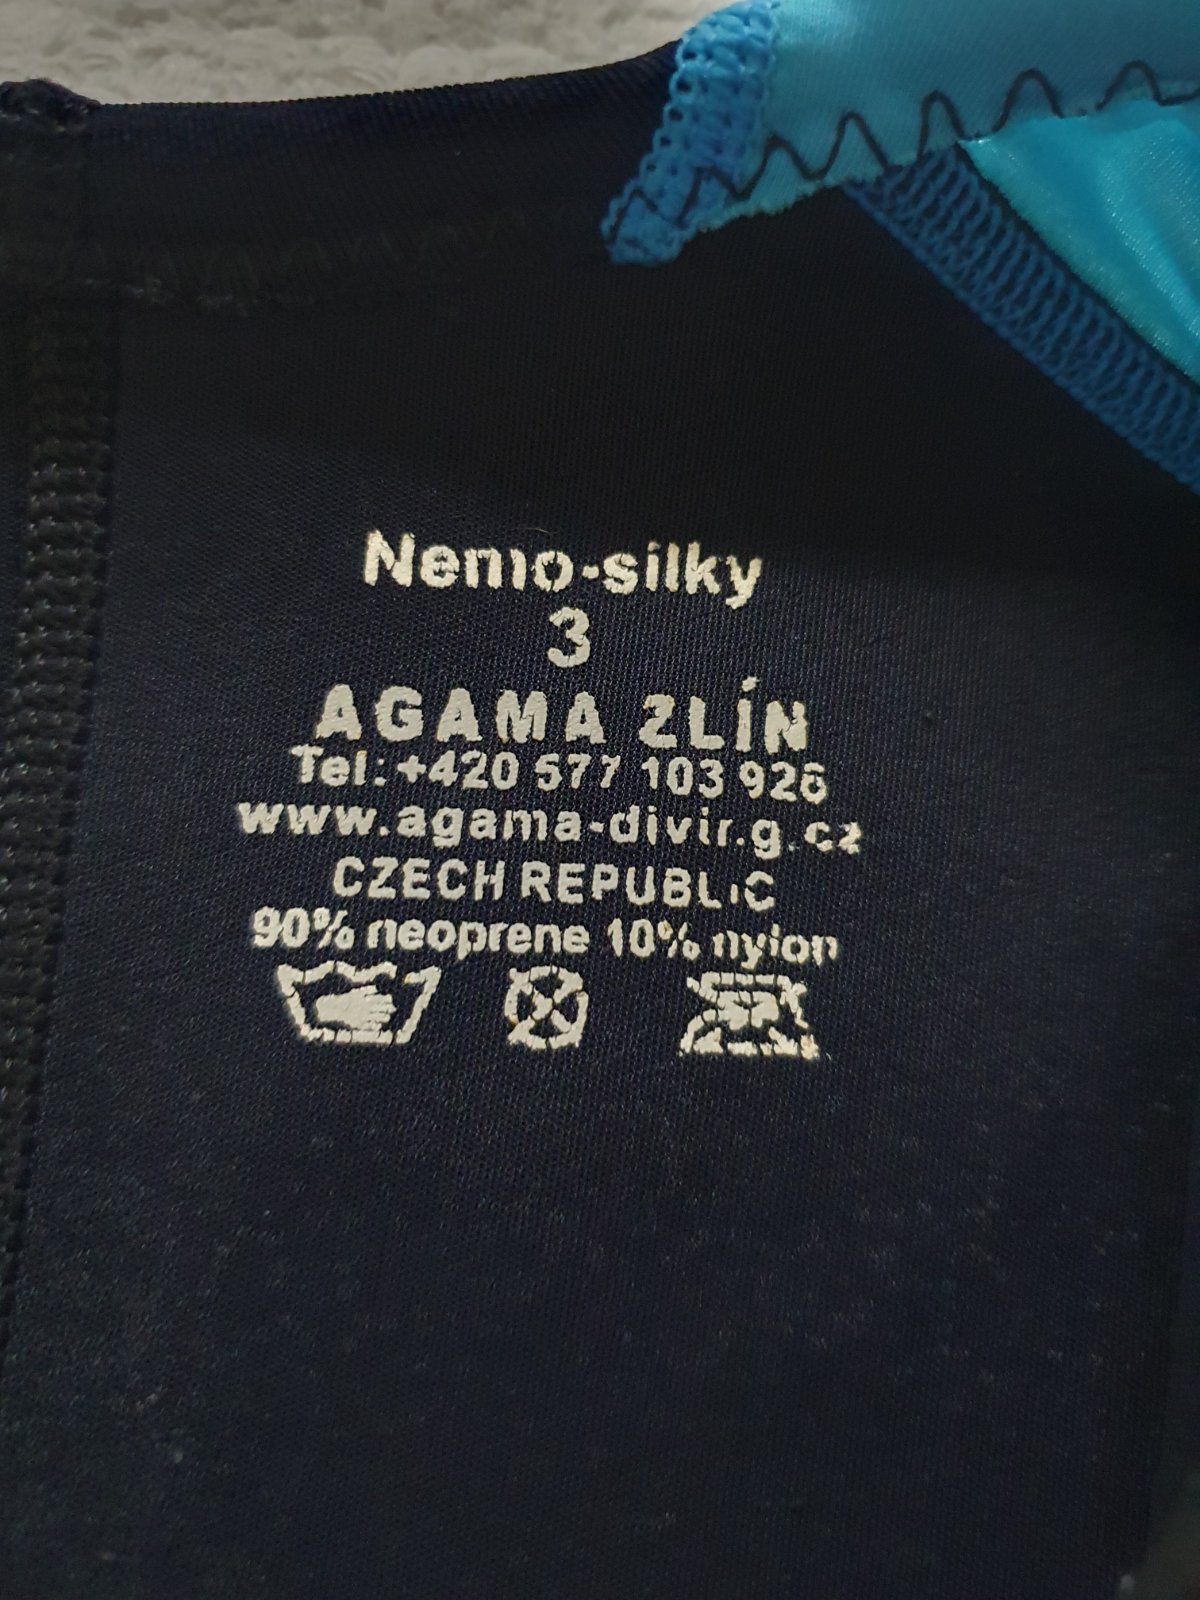 Nemo-silky
3
AGAMA ZLÍN
Tel: +420 577 103 926
www.agama-diving.cz
CZECH REPUBLIC
90% neoprene 10% nylon